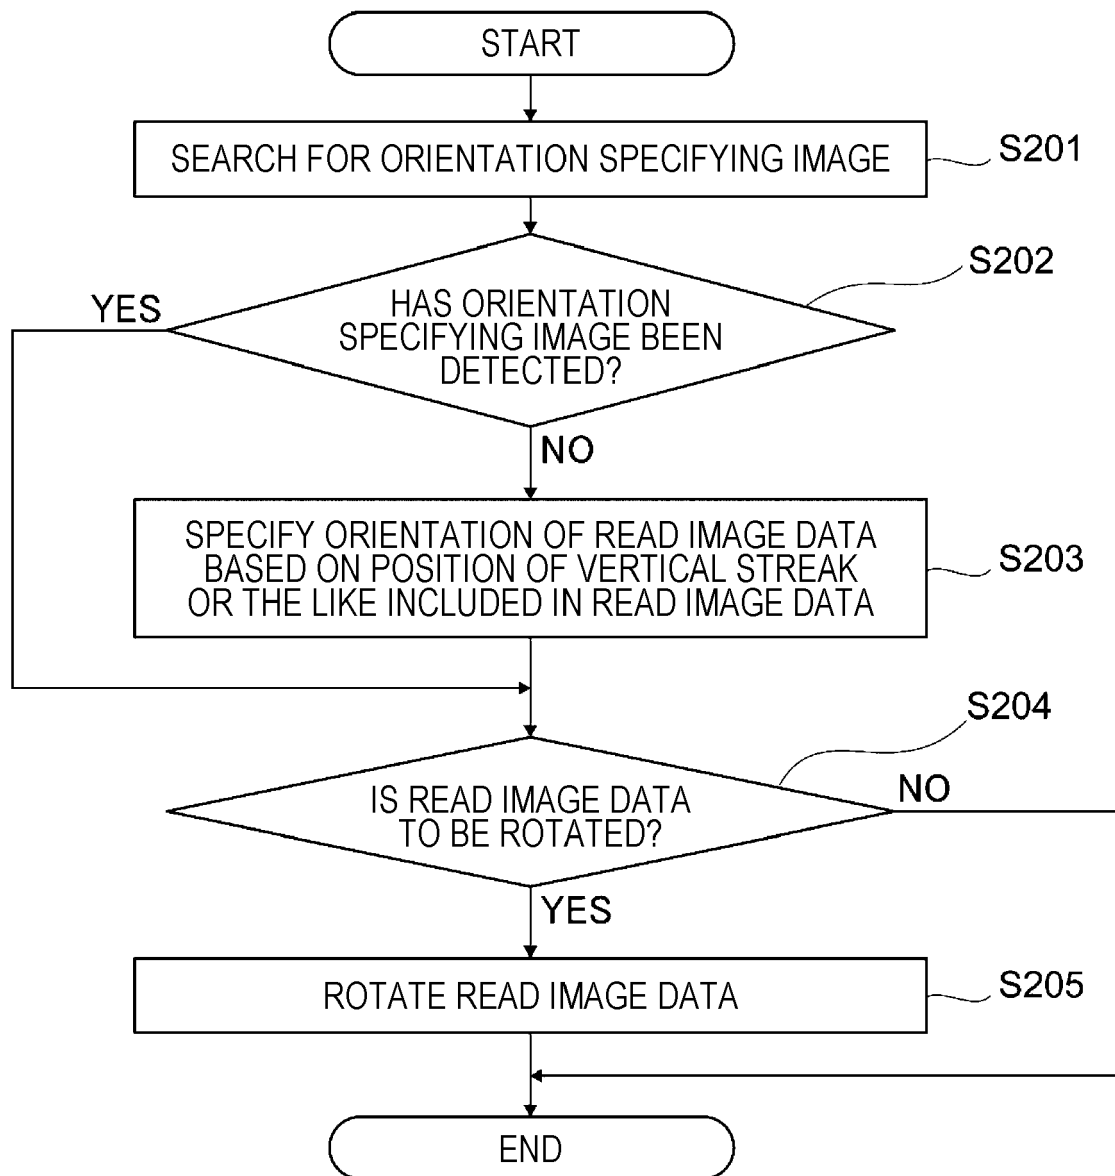 START
SEARCH FOR ORIENTATION SPECIFYING IMAGE
S201
S202
YES
HAS ORIENTATION
SPECIFYING IMAGE BEEN
DETECTED?
NO
SPECIFY ORIENTATION OF READ IMAGE DATA
BASED ON POSITION OF VERTICAL STREAK
OR THE LIKE INCLUDED IN READ IMAGE DATA
S203
S204
IS READ IMAGE DATA
TO BE ROTATED?
NO
YES
ROTATE READ IMAGE DATA
S205
END